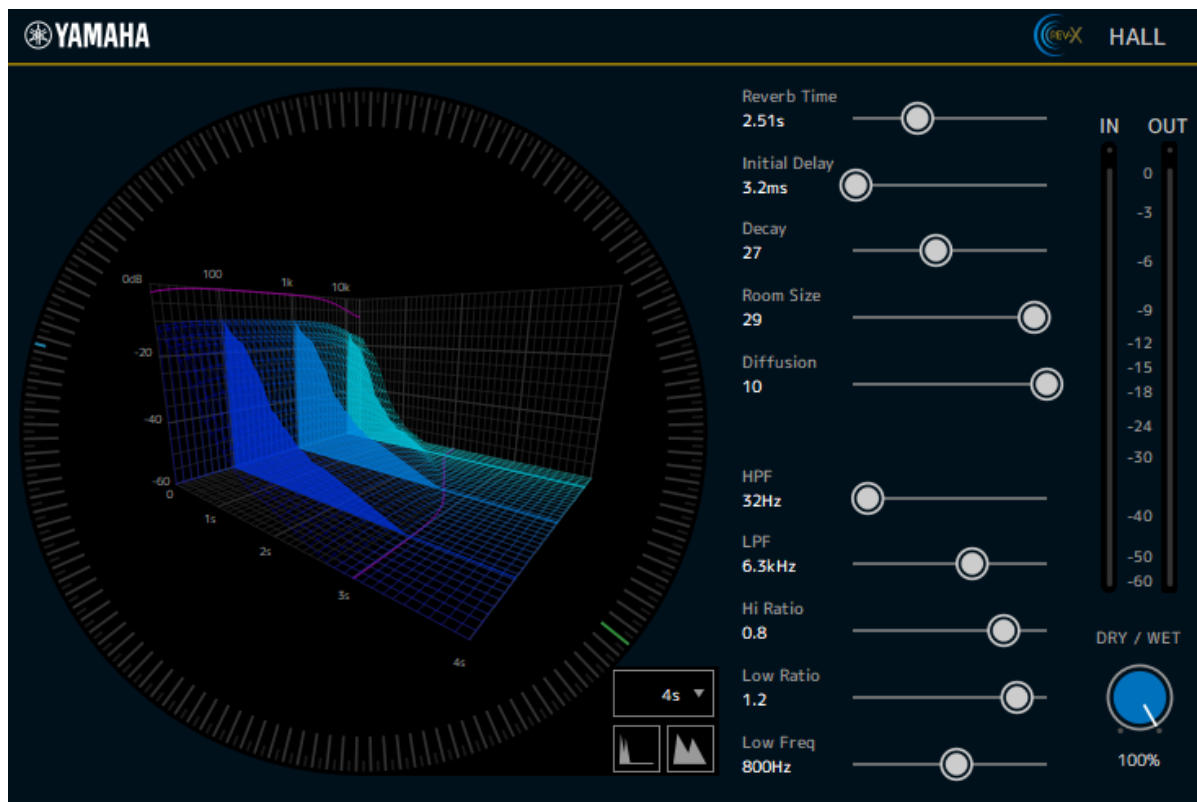 YAMAHA
REV-X HALL
Reverb Time
2.51s
Initial Delay
3.2ms
Decay
27
Room Size
29
Diffusion
10
HPF
32Hz
LPF
6.3kHz
Hi Ratio
0.8
Low Ratio
1.2
Low Freq
800Hz
IN OUT
0
-3
-6
-9
-12
-15
-18
-24
-30
-40
-50
-60
DRY / WET
100%
0dB 100 1k 10k
-20
-40
-60
0
1s
2s
3s
4s
4s